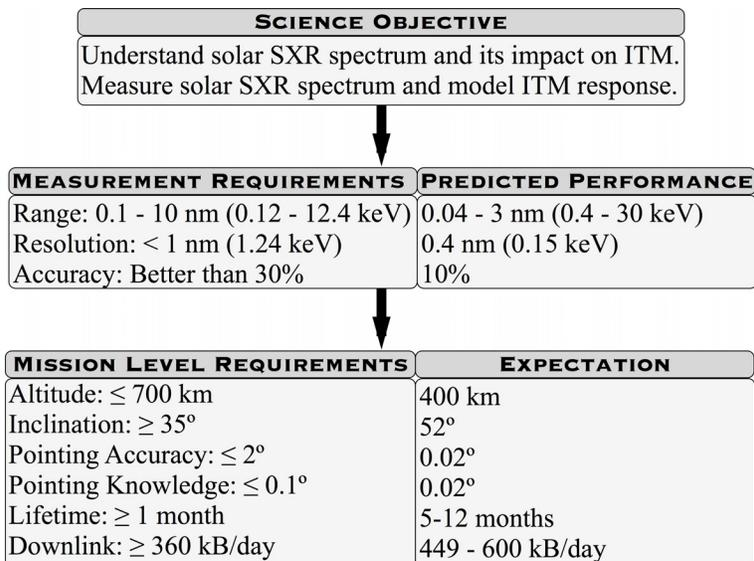 SCIENCE OBJECTIVE
Understand solar SXR spectrum and its impact on ITM.
Measure solar SXR spectrum and model ITM response.
MEASUREMENT REQUIREMENTS PREDICTED PERFORMANCE
Range: 0.1 - 10 nm (0.12 - 12.4 keV) 0.04 - 3 nm (0.4 - 30 keV)
Resolution: < 1 nm (1.24 keV) 0.4 nm (0.15 keV)
Accuracy: Better than 30% 10%
MISSION LEVEL REQUIREMENTS EXPECTATION
Altitude: ≤ 700 km 400 km
Inclination: ≥ 35º 52º
Pointing Accuracy: ≤ 2º 0.02º
Pointing Knowledge: ≤ 0.1º 0.02º
Lifetime: ≥ 1 month 5-12 months
Downlink: ≥ 360 kB/day 449 - 600 kB/day